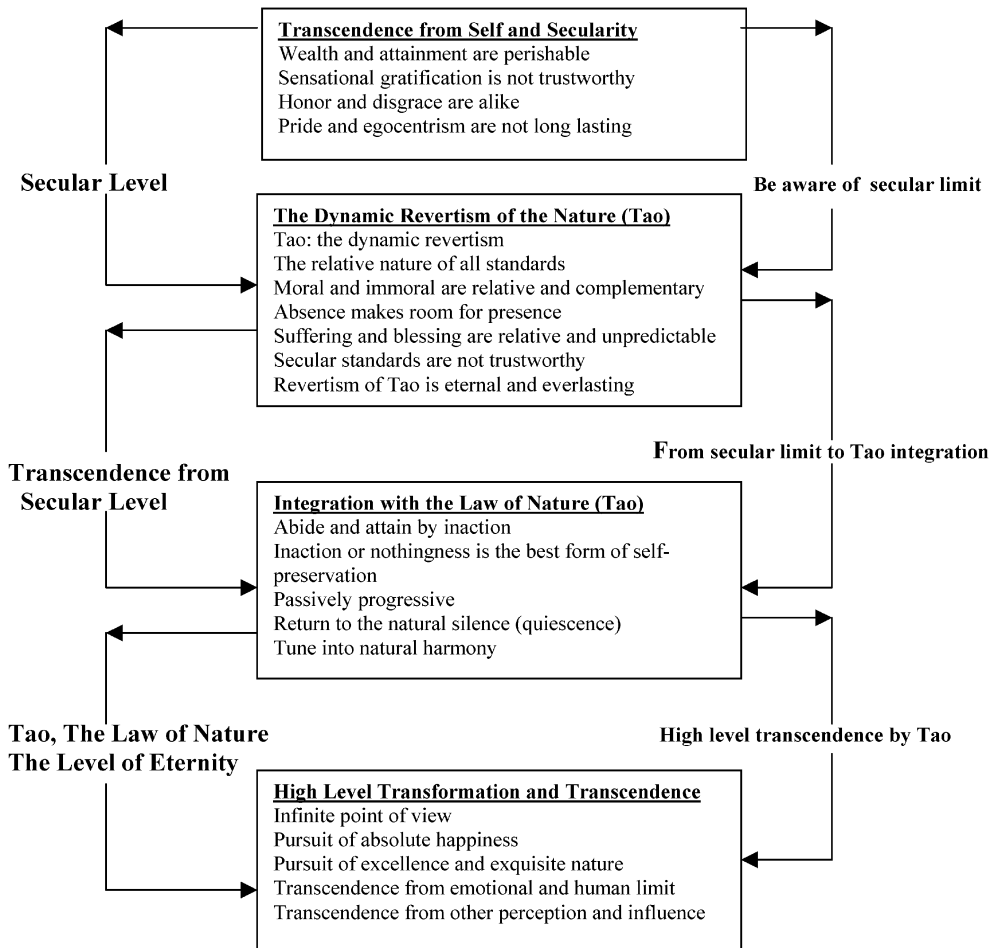 Transcendence from Self and Secularity
Wealth and attainment are perishable
Sensational gratification is not trustworthy
Honor and disgrace are alike
Pride and egocentrism are not long lasting
Secular Level
Be aware of secular limit
The Dynamic Revertism of the Nature (Tao)
Tao: the dynamic revertism
The relative nature of all standards
Moral and immoral are relative and complementary
Absence makes room for presence
Suffering and blessing are relative and unpredictable
Secular standards are not trustworthy
Revertism of Tao is eternal and everlasting
Transcendence from
Secular Level
From secular limit to Tao integration
Integration with the Law of Nature (Tao)
Abide and attain by inaction
Inaction or nothingness is the best form of self-
preservation
Passively progressive
Return to the natural silence (quiescence)
Tune into natural harmony
Tao, The Law of Nature
The Level of Eternity
High level transcendence by Tao
High Level Transformation and Transcendence
Infinite point of view
Pursuit of absolute happiness
Pursuit of excellence and exquisite nature
Transcendence from emotional and human limit
Transcendence from other perception and influence